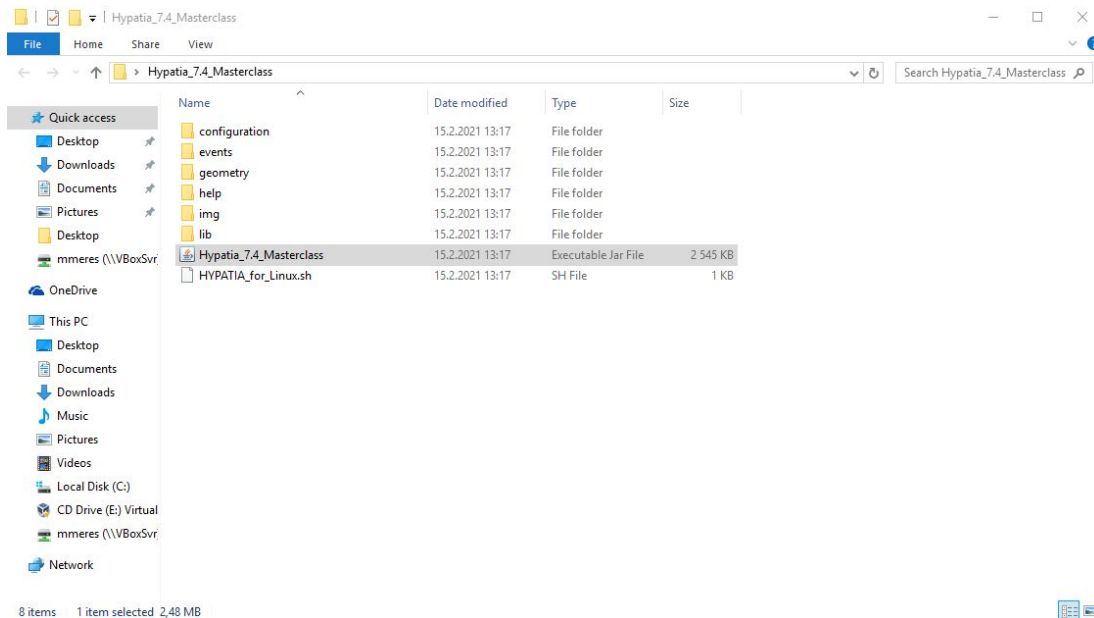 Hypatia_7.4_Masterclass
File Home Share View
Hypatia_7.4_Masterclass
Search Hypatia_7.4_Masterclass
Name Date modified Type Size
Quick access
Desktop
Downloads
Documents
Pictures
Desktop
mmeres (\\VBoxSvr)
OneDrive
This PC
Desktop
Documents
Downloads
Music
Pictures
Videos
Local Disk (C:)
CD Drive (E:) Virtual
mmeres (\\VBoxSvr)
Network
configuration 15.2.2021 13:17 File folder
events 15.2.2021 13:17 File folder
geometry 15.2.2021 13:17 File folder
help 15.2.2021 13:17 File folder
img 15.2.2021 13:17 File folder
lib 15.2.2021 13:17 File folder
Hypatia_7.4_Masterclass 15.2.2021 13:17 Executable Jar File 2 545 KB
HYPATIA_for_Linux.sh 15.2.2021 13:17 SH File 1 KB
8 items 1 item selected 2,48 MB